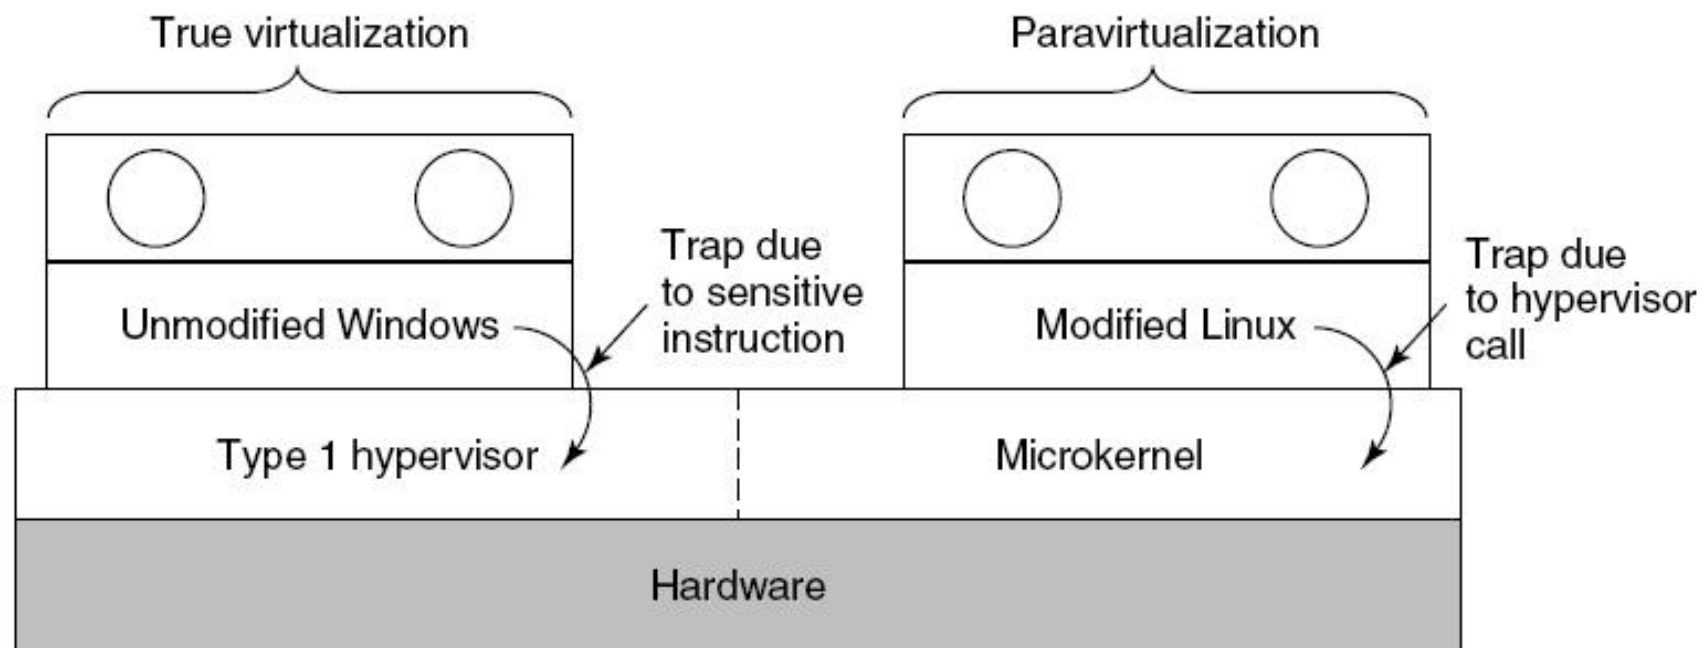 True virtualization
Paravirtualization
Trap due
to sensitive
instruction
Trap due
to hypervisor
call
Unmodified Windows
Modified Linux
Type 1 hypervisor
Microkernel
Hardware